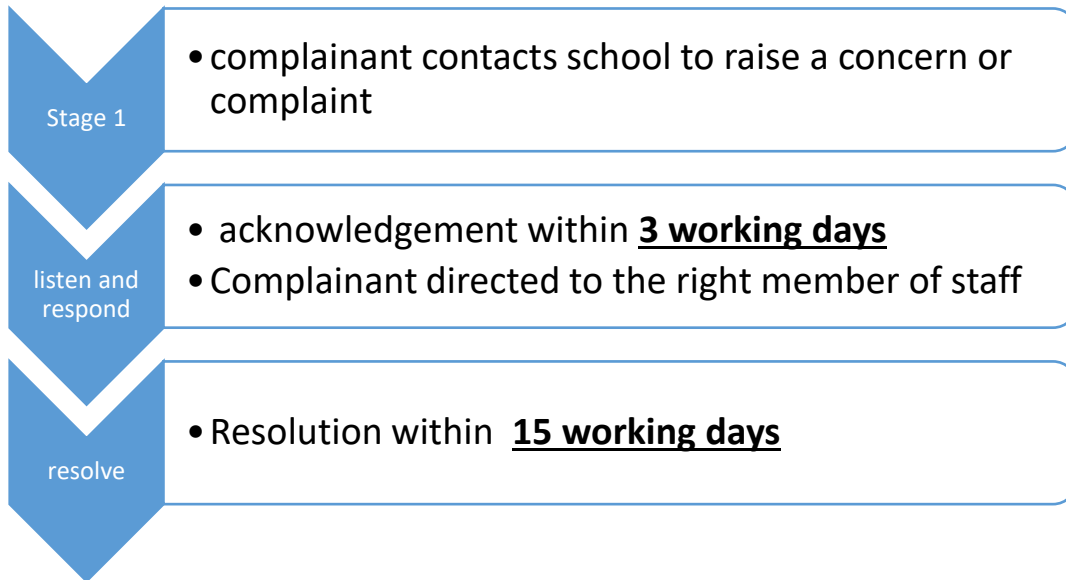 Stage 1
• complainant contacts school to raise a concern or
complaint
listen and
respond
• acknowledgement within 3 working days
• Complainant directed to the right member of staff
resolve
• Resolution within 15 working days